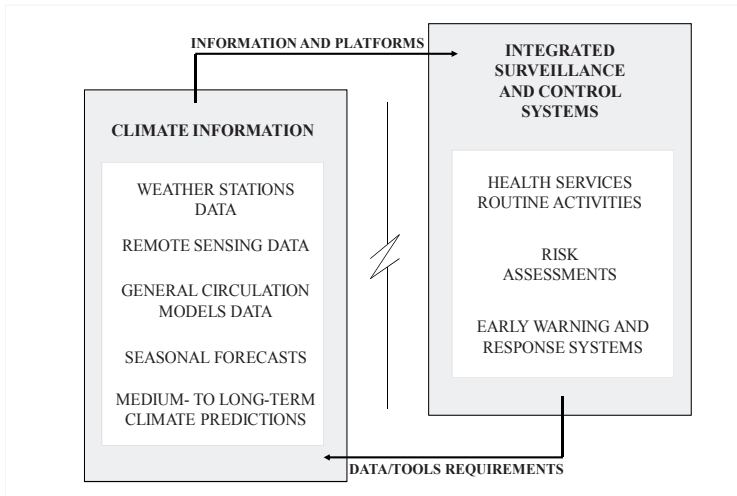 INFORMATION AND PLATFORMS
CLIMATE INFORMATION
WEATHER STATIONS
DATA
REMOTE SENSING DATA
GENERAL CIRCULATION
MODELS DATA
SEASONAL FORECASTS
MEDIUM- TO LONG-TERM
CLIMATE PREDICTIONS
INTEGRATED
SURVEILLANCE
AND CONTROL
SYSTEMS
HEALTH SERVICES
ROUTINE ACTIVITIES
RISK
ASSESSMENTS
EARLY WARNING AND
RESPONSE SYSTEMS
DATA/TOOLS REQUIREMENTS